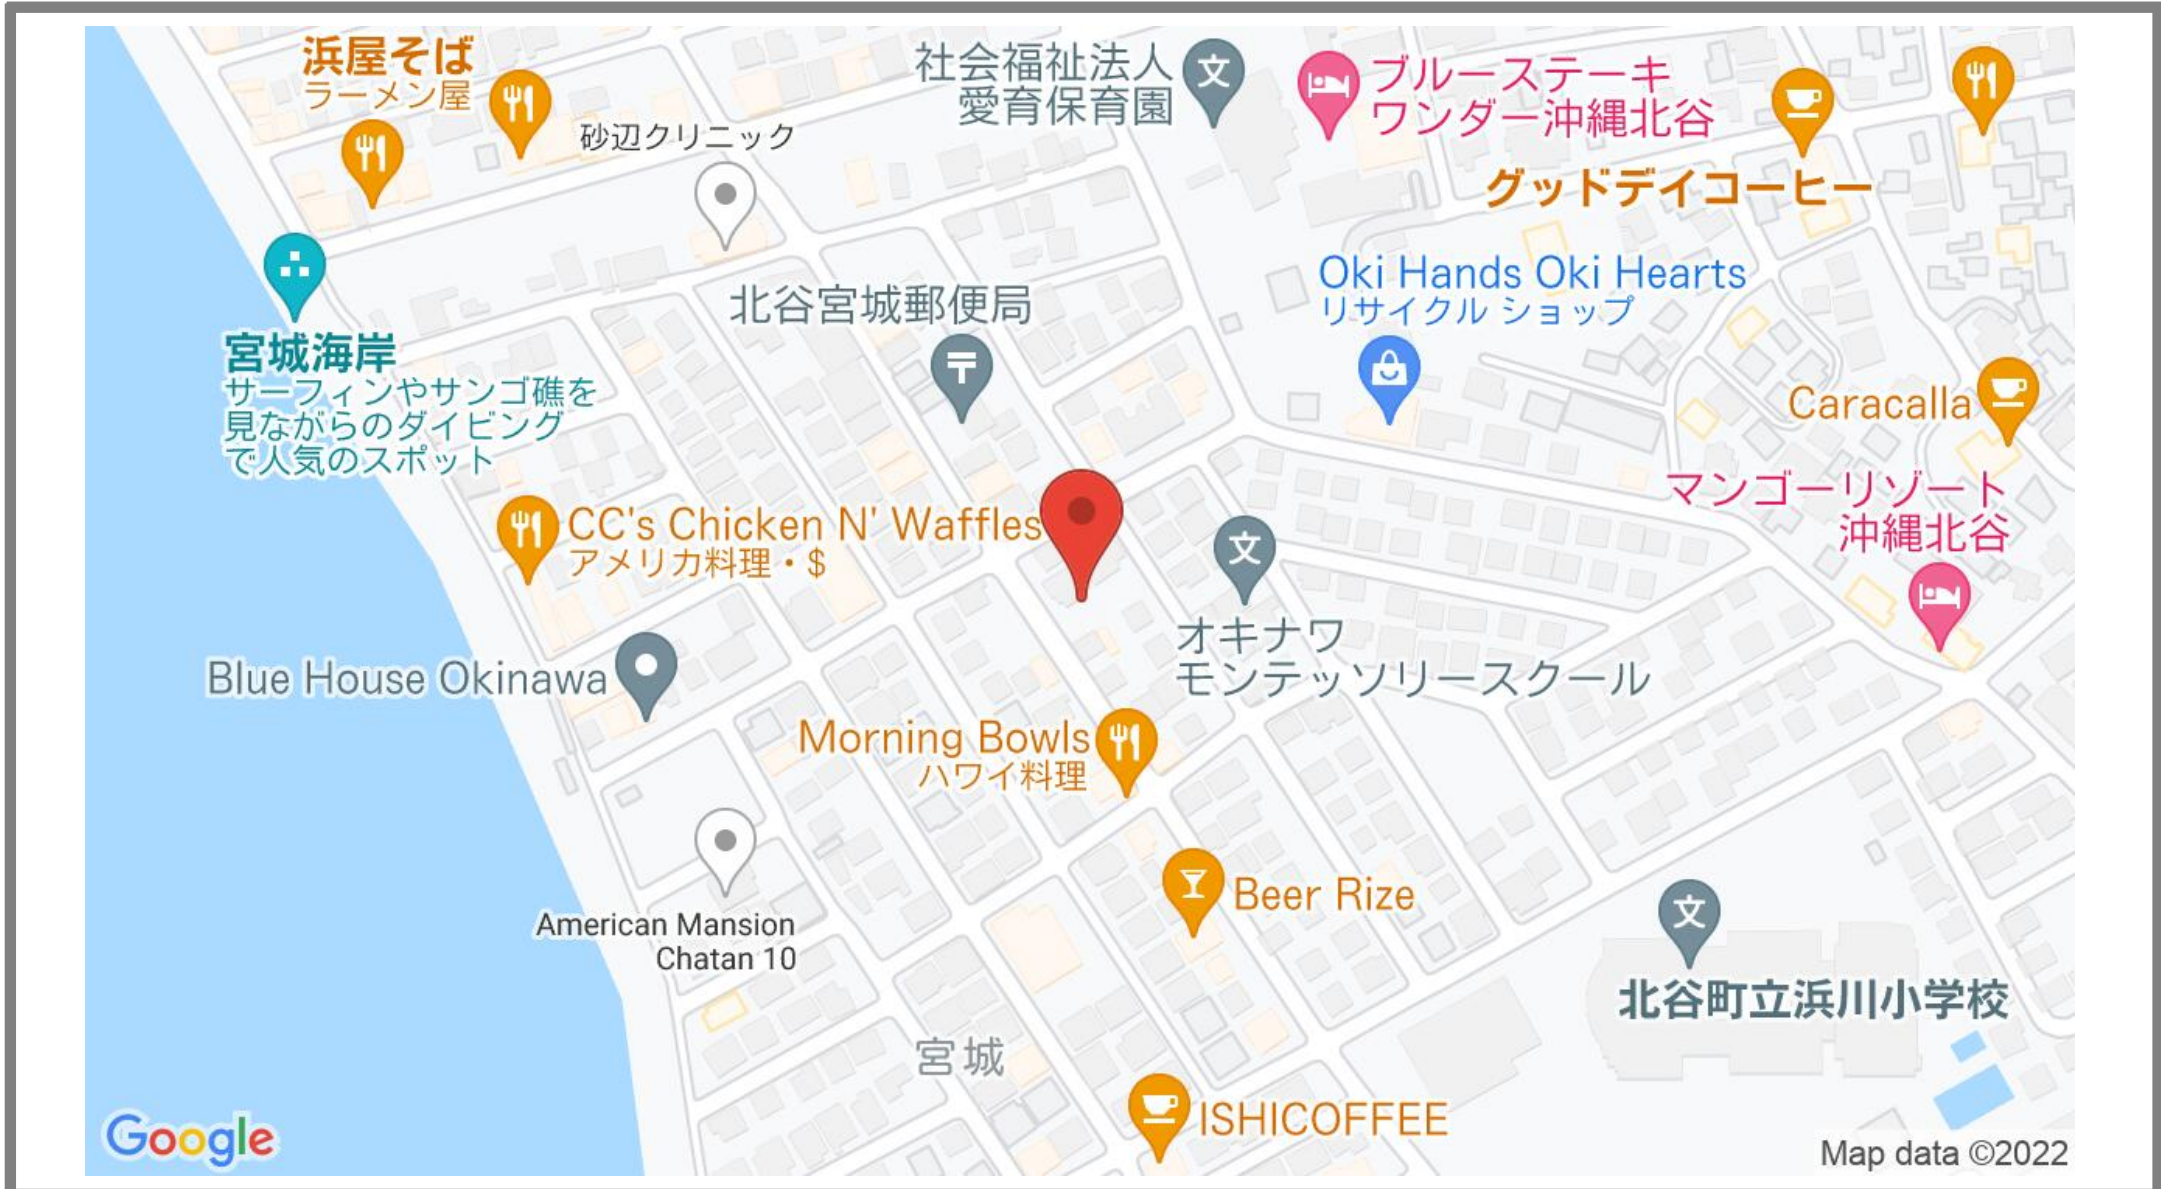 浜屋そば
ラーメン屋
社会福祉法人
愛育保育園
文
ブルーステーキ
ワンダー沖縄北谷
砂辺クリニック
グッドデイコーヒー
Oki Hands Oki Hearts
リサイクル ショップ
北谷宮城郵便局
〒
宮城海岸
サーフィンやサンゴ礁を
見ながらのダイビング
で人気のスポット
Caracalla
マンゴーリゾート
沖縄北谷
CC's Chicken N' Waffles
アメリカ料理・$
文
オキナワ
モンテッソリースクール
Blue House Okinawa
Morning Bowls
ハワイ料理
Beer Rize
American Mansion
Chatan 10
文
北谷町立浜川小学校
宮城
ISHICOFFEE
Google
Map data ©2022